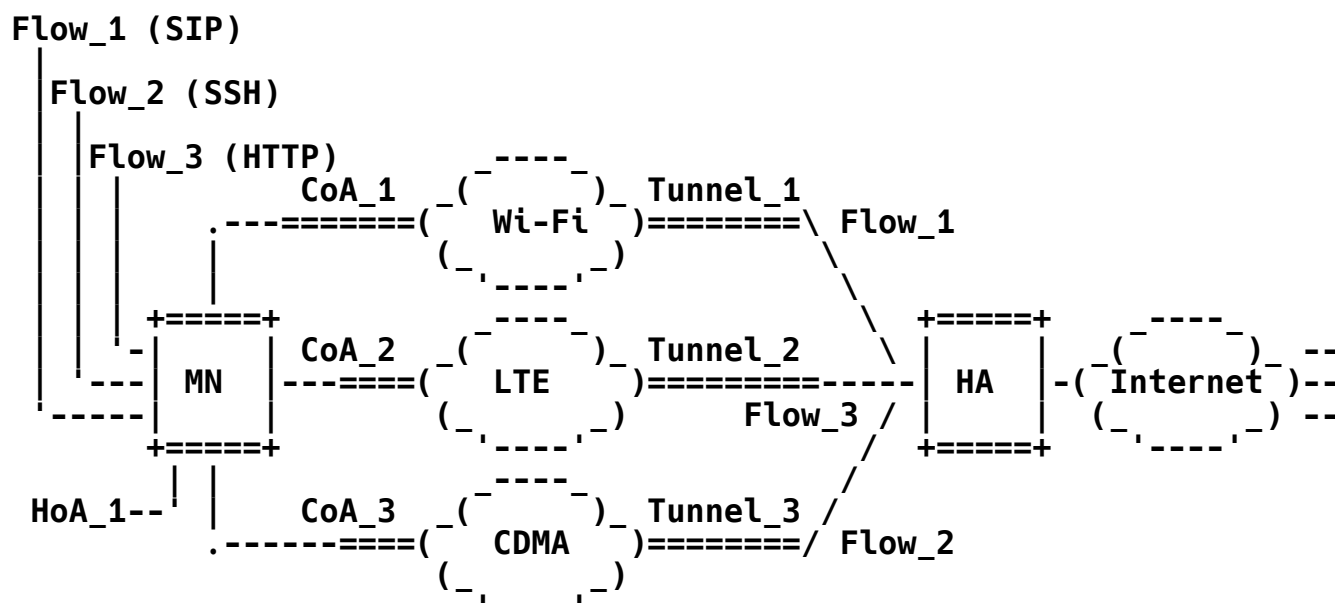 Flow_1 (SIP)
Flow_2 (SSH)
Flow_3 (HTTP)
CoA_1 Tunnel_1
Wi-Fi Flow_1
CoA_2 Tunnel_2
MN LTE HA Internet
Flow_3
HoA_1 CoA_3 Tunnel_3
CDMA Flow_2